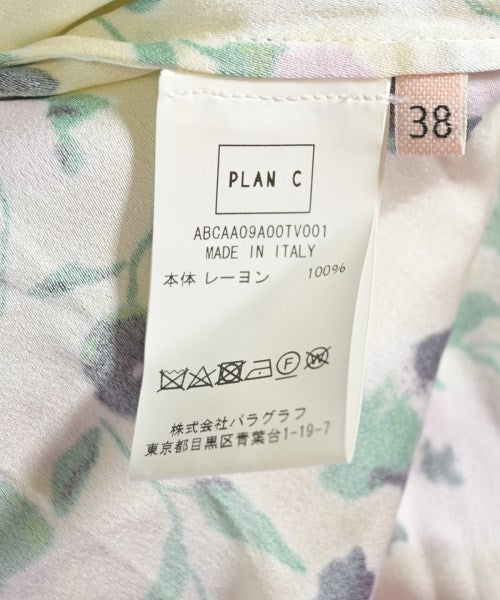 38
PLAN C
ABCAA09A00TV001
MADE IN ITALY
本体 レーヨン 100%
F W
株式会社パラグラフ
東京都目黒区青葉台1-19-7